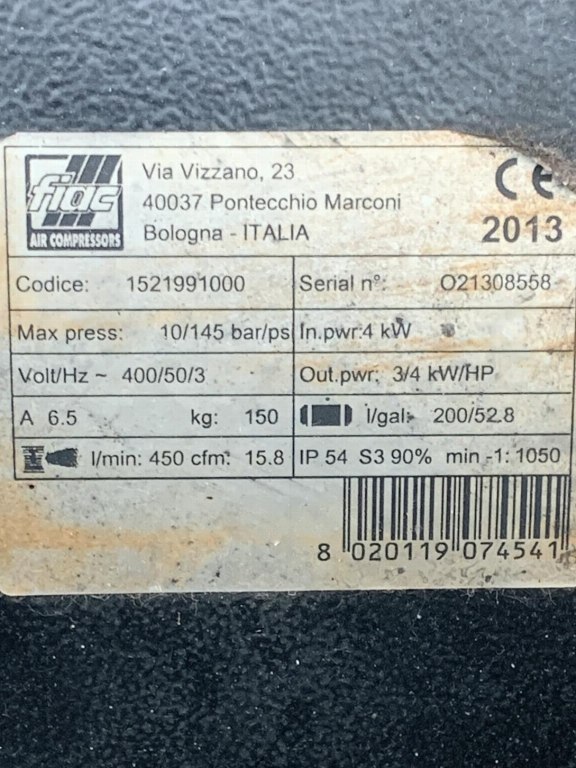 fiac
AIR COMPRESSORS
Via Vizzano, 23
40037 Pontecchio Marconi
Bologna - ITALIA
CE
2013
Codice: 1521991000
Serial n°: O21308558
Max press: 10/145 bar/ps
In.pwr:4 kW
Volt/Hz ~ 400/50/3
Out.pwr: 3/4 kW/HP
A 6.5 kg: 150
l/gal: 200/52.8
l/min: 450 cfm: 15.8
IP 54 S3 90% min -1: 1050
8 020119 074541